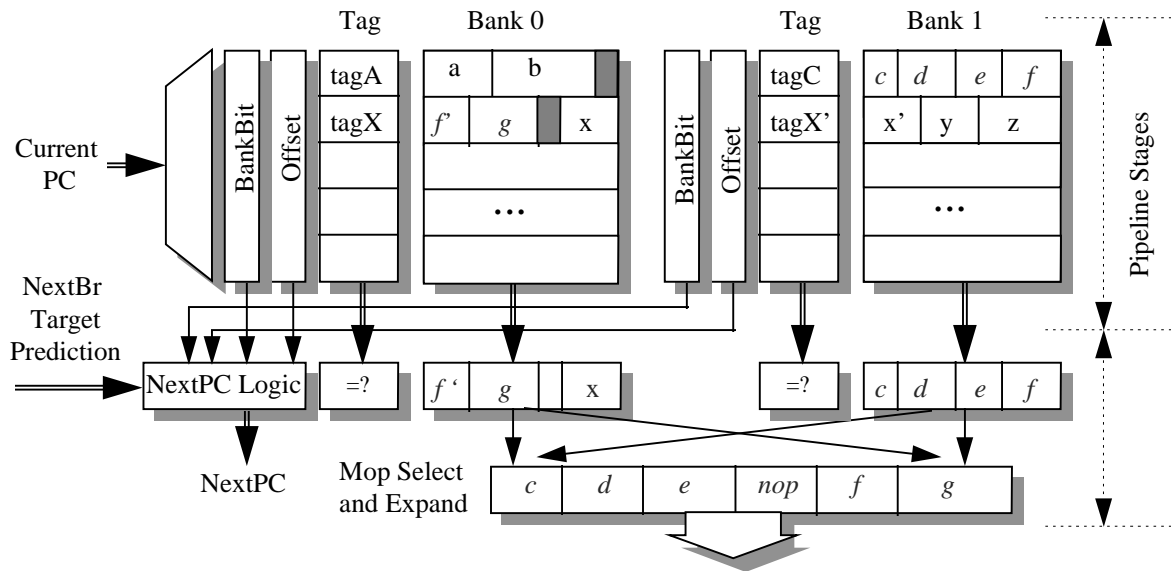 Tag Bank 0 Tag Bank 1
BankBit Offset tagA a b BankBit Offset tagC c d e f
tagX f’ g x tagX’ x’ y z
Current
PC
... ...
Pipeline Stages
NextBr
Target
Prediction
NextPC Logic =? f ‘ g x =? c d e f
NextPC
Mop Select
and Expand
c d e nop f g